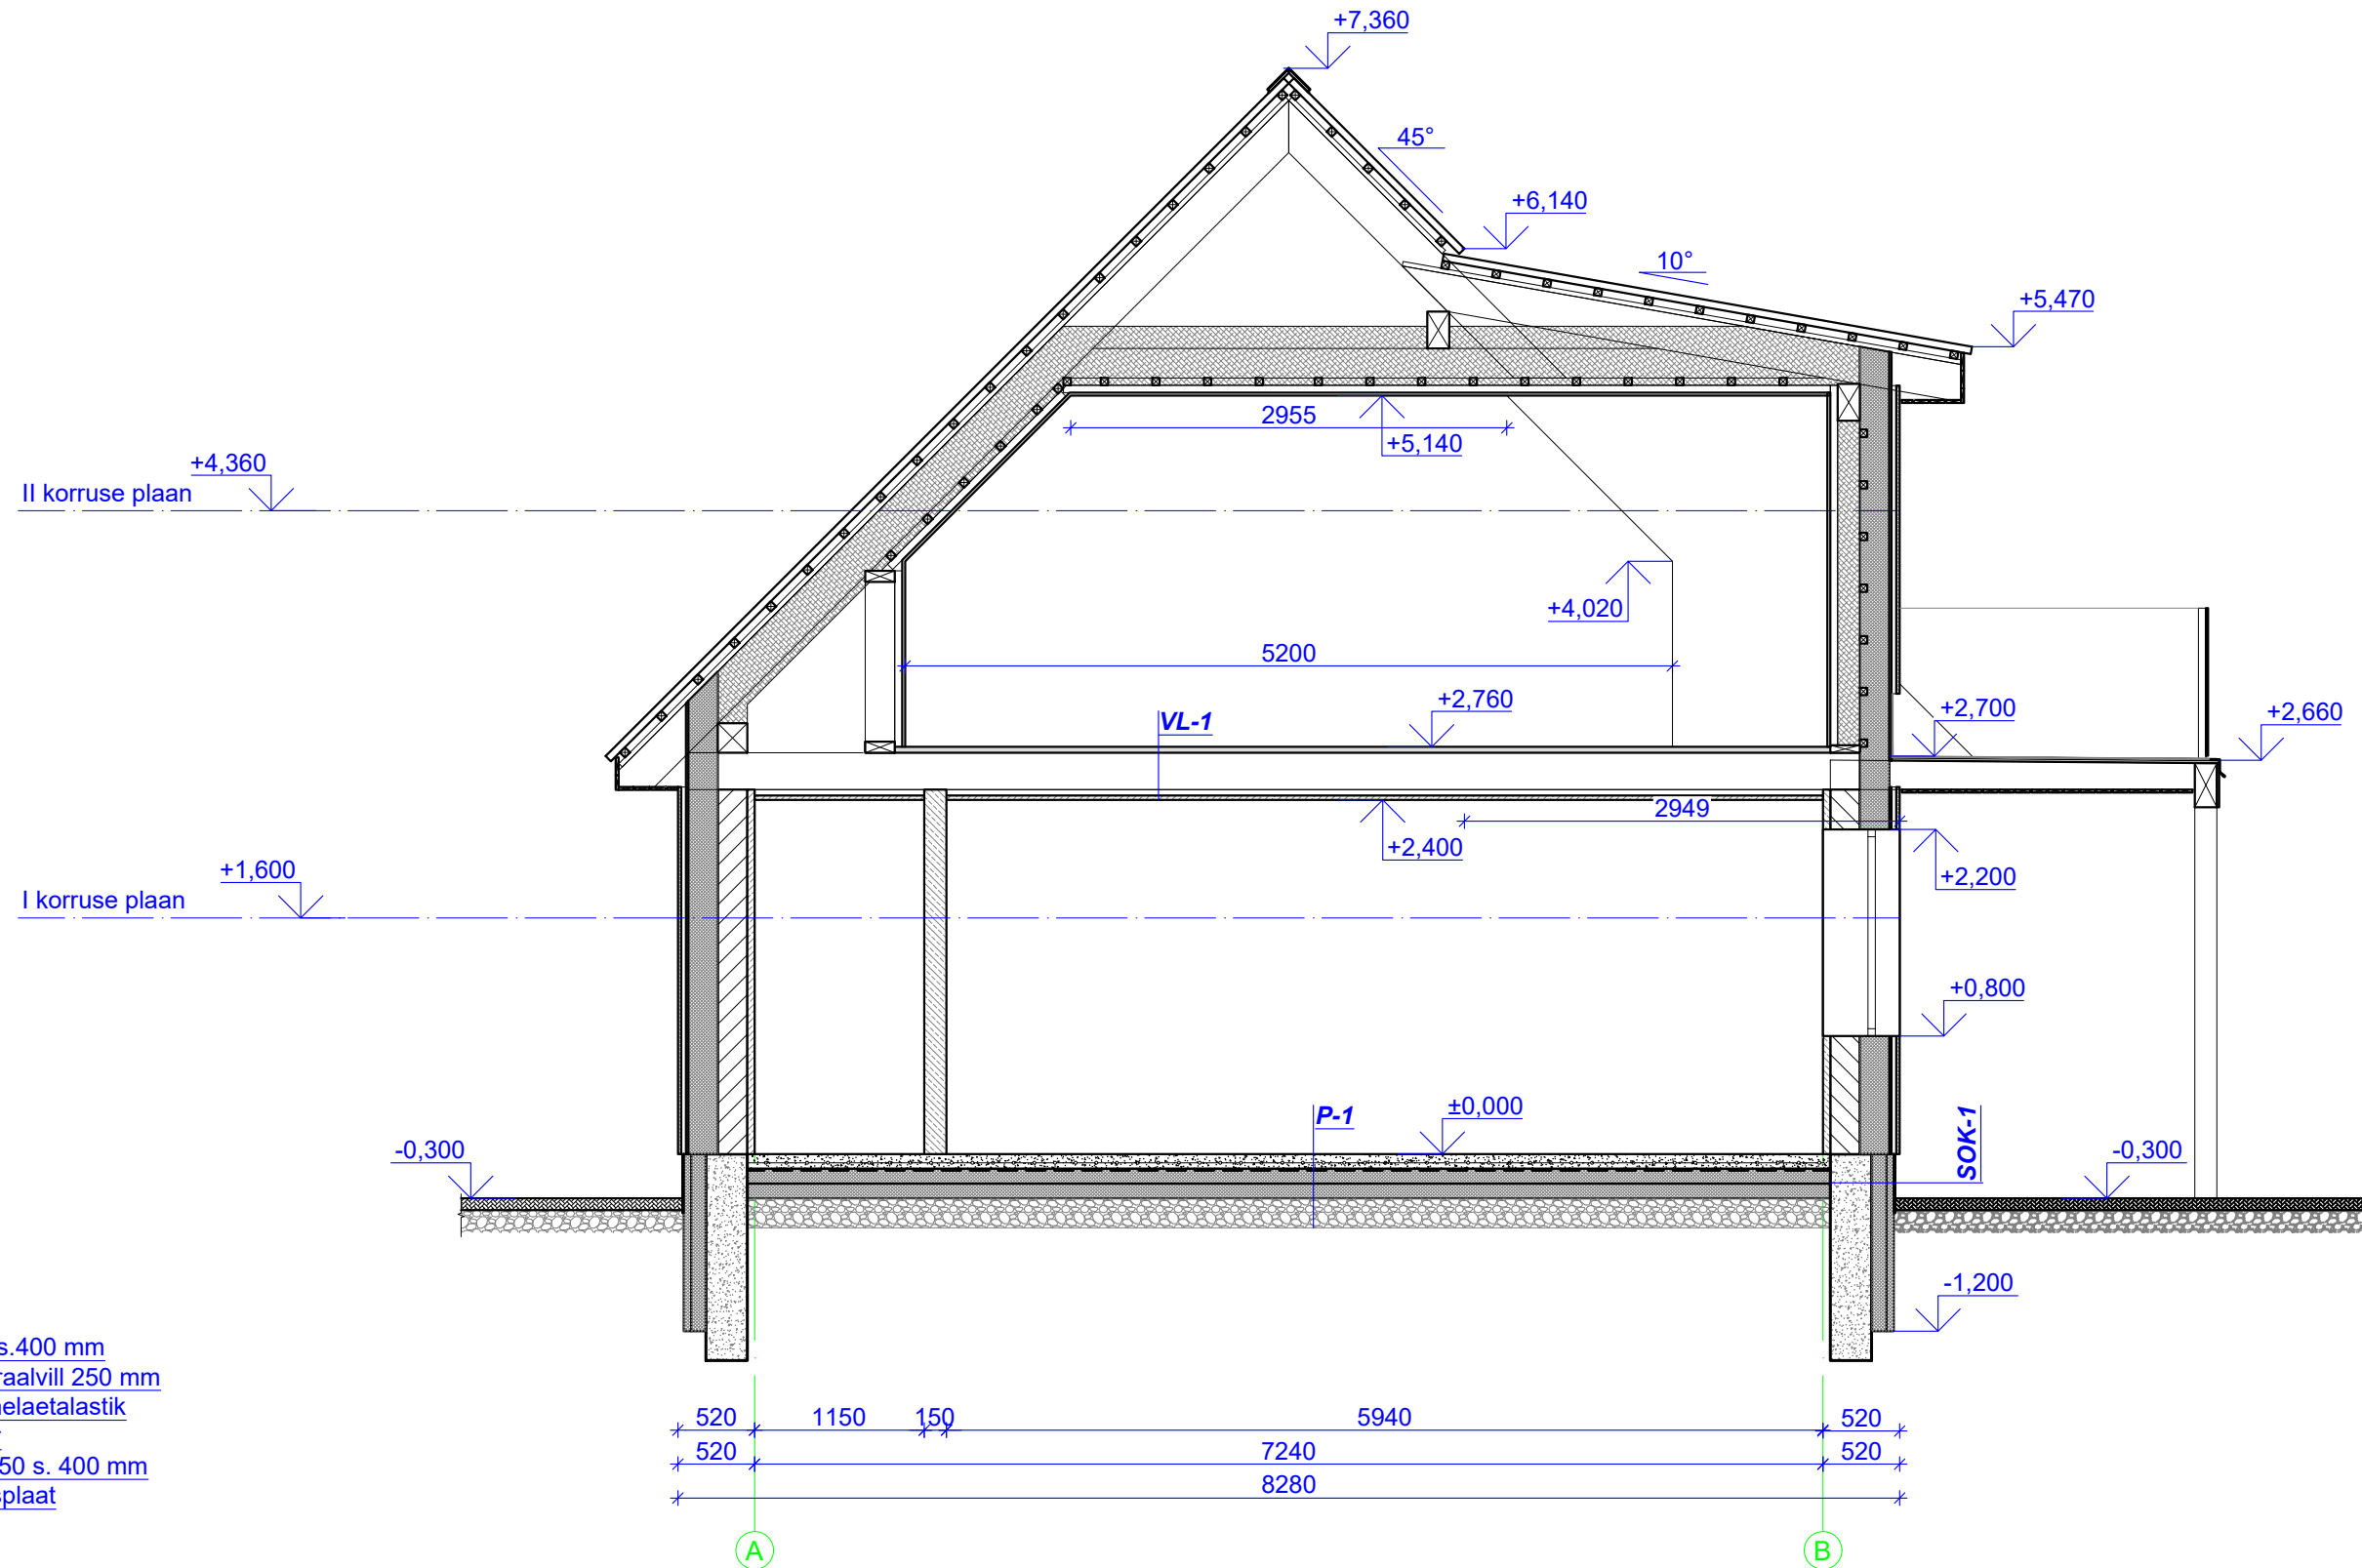 +7,360
45°
+6,140
10°
+5,470
2955
+5,140
+4,360
II korruse plaan
+4,020
5200
+2,760
VL-1
+2,700
+2,660
2949
+2,400
+2,200
+1,600
I korruse plaan
+0,800
P-1
±0,000
SOK-1
-0,300
-0,300
-1,200
s.400 mm
raalvill 250 mm
elaetalastik
50 s. 400 mm
splaat
520 1150 150 5940 520
520 7240 520
8280
A B